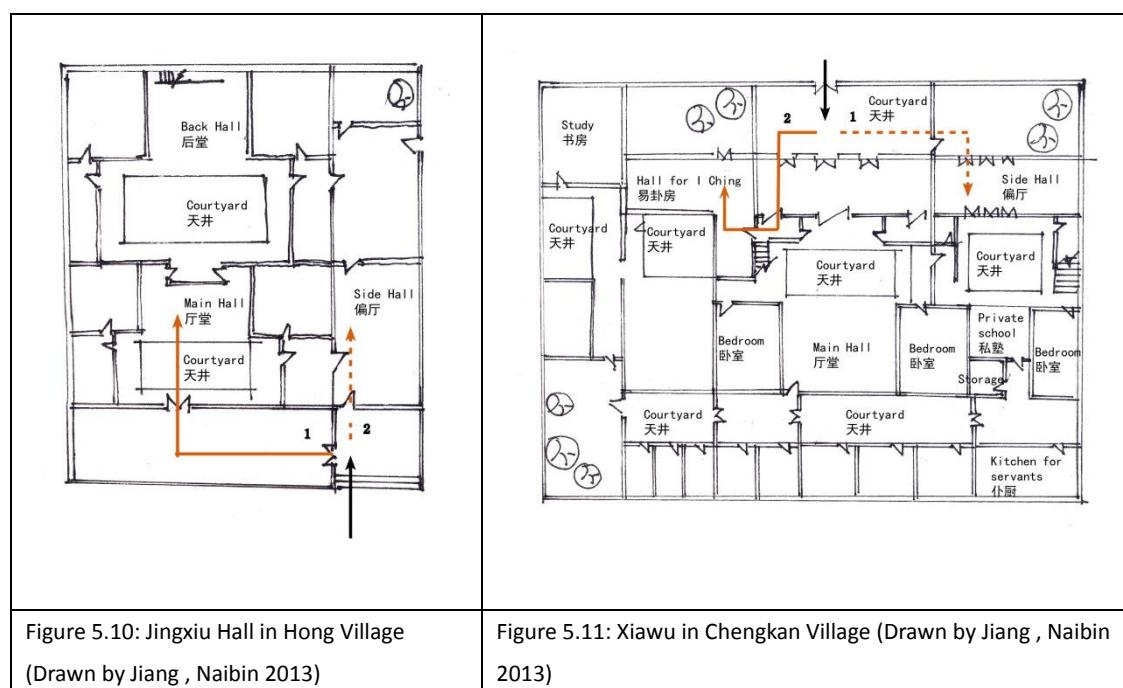 Back Hall
后堂
Courtyard
天井
Main Hall
厅堂
Side Hall
偏厅
Courtyard
天井
1
2
2
1
Courtyard
天井
Study
书房
Hall for I Ching
易卦房
Side Hall
偏厅
Courtyard
天井
Courtyard
天井
Courtyard
天井
Courtyard
天井
Bedroom
卧室
Main Hall
厅堂
Bedroom
卧室
Private
school
私塾
Bedroom
卧室
Storage
Courtyard
天井
Courtyard
天井
Kitchen for
servants
仆厨
Figure 5.10: Jingxiu Hall in Hong Village
(Drawn by Jiang , Naibin 2013)
Figure 5.11: Xiawu in Chengkan Village (Drawn by Jiang , Naibin
2013)